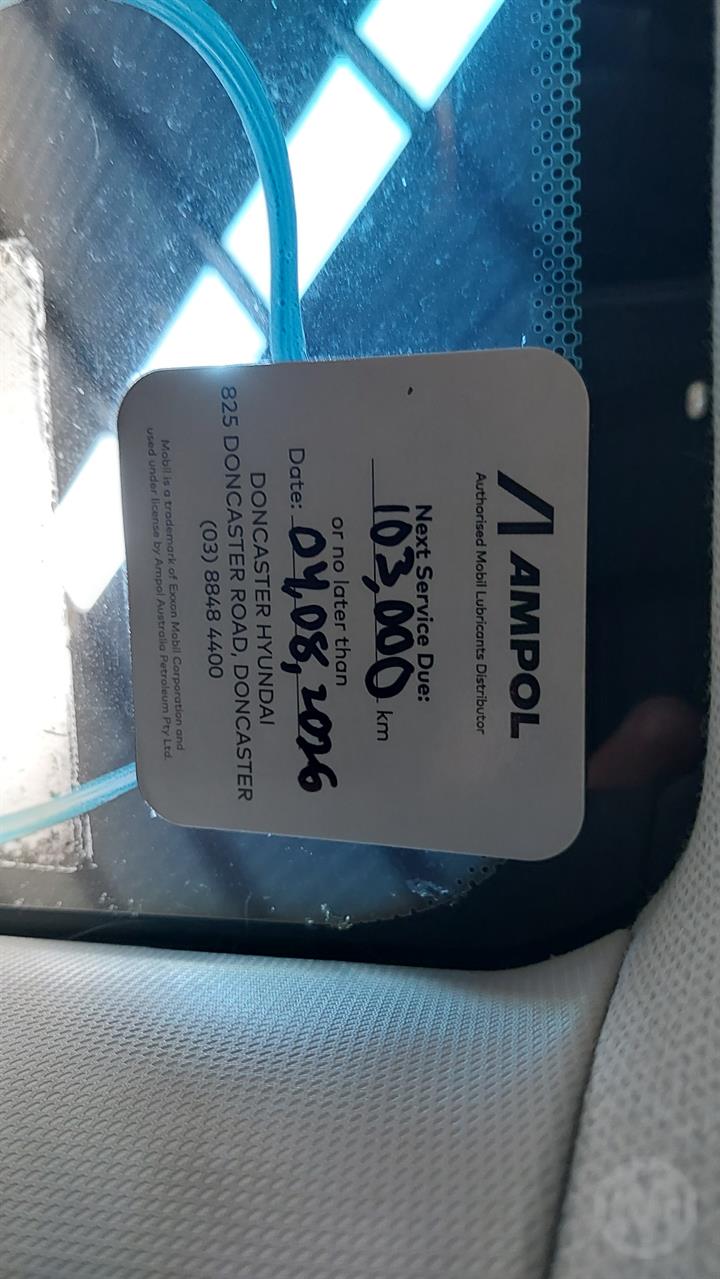 AMPOL
Authorised Mobil Lubricants Distributor
Next Service Due:
103,000 km
or no later than
Date: 04,08,2026
DONCASTER HYUNDAI
825 DONCASTER ROAD, DONCASTER
(03) 8848 4400
Mobil is a trademark of Exxon Mobil Corporation and
used under license by Ampol Australia Petroleum Pty Ltd.